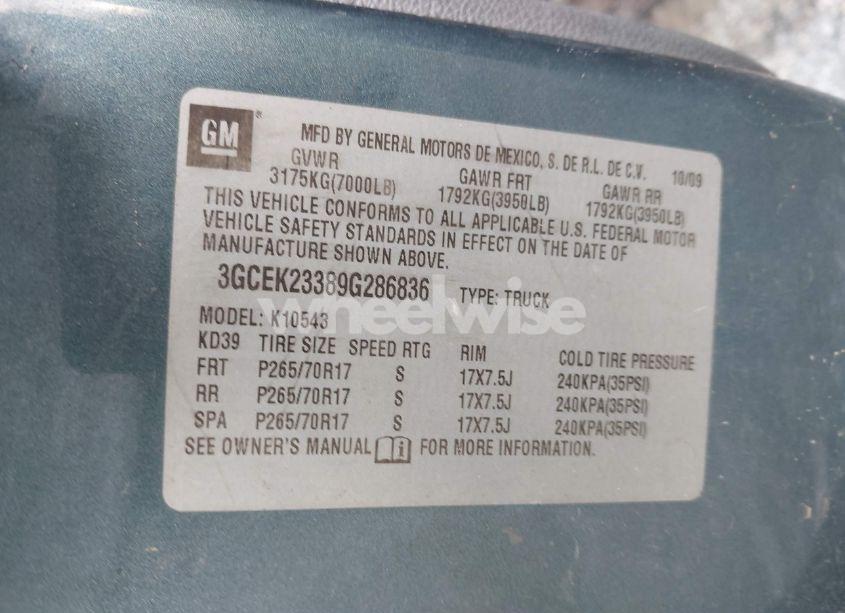 GM
®
MFD BY GENERAL MOTORS DE MEXICO, S. DE R.L. DE C.V. 10/09
GVWR GAWR FRT GAWR RR
3175KG(7000LB) 1792KG(3950LB) 1792KG(3950LB)
THIS VEHICLE CONFORMS TO ALL APPLICABLE U.S. FEDERAL MOTOR
VEHICLE SAFETY STANDARDS IN EFFECT ON THE DATE OF
MANUFACTURE SHOWN ABOVE.
3GCEK23389G286836 TYPE: TRUCK
wheelwise
MODEL: K10543
KD39 TIRE SIZE SPEED RTG RIM COLD TIRE PRESSURE
FRT P265/70R17 S 17X7.5J 240KPA(35PSI)
RR P265/70R17 S 17X7.5J 240KPA(35PSI)
SPA P265/70R17 S 17X7.5J 240KPA(35PSI)
SEE OWNER'S MANUAL FOR MORE INFORMATION.